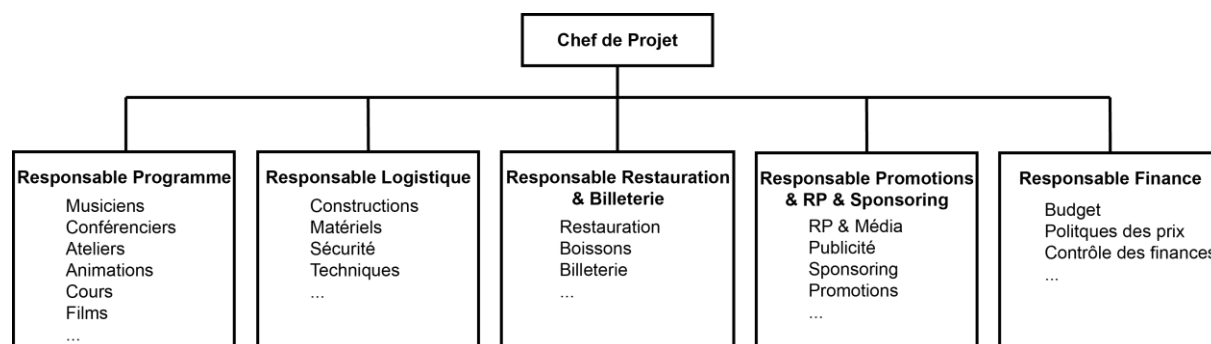 Chef de Projet
Responsable Programme
Musiciens
Conférenciers
Ateliers
Animations
Cours
Films
...
Responsable Logistique
Constructions
Matériels
Sécurité
Techniques
...
Responsable Restauration
& Billeterie
Restauration
Boissons
Billeterie
...
Responsable Promotions
& RP & Sponsoring
RP & Média
Publicité
Sponsoring
Promotions
...
Responsable Finance
Budget
Politques des prix
Contrôle des finances
...